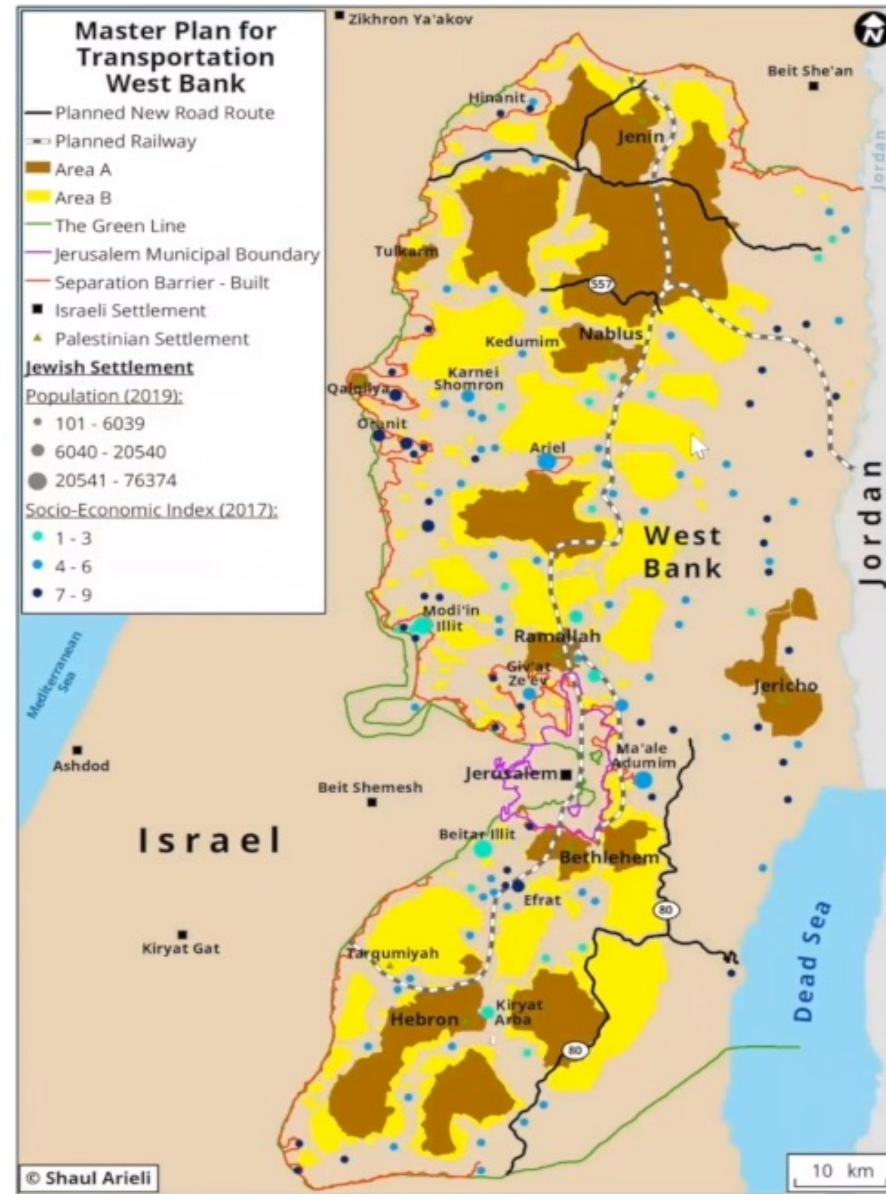 Master Plan for
Transportation
West Bank
Planned New Road Route
Planned Railway
Area A
Area B
The Green Line
Jerusalem Municipal Boundary
Separation Barrier - Built
Israeli Settlement
Palestinian Settlement
Jewish Settlement
Population (2019):
101 - 6039
6040 - 20540
20541 - 76374
Socio-Economic Index (2017):
1 - 3
4 - 6
7 - 9
Zikhron Ya'akov
N
Beit She'an
Hinanit
Jenin
Jordan
Tulkarm
557
Kedumim
Nablus
Karnei
Shomron
Qalqiliya
Oranit
Ariel
West
Bank
Jordan
Modi'in
Illit
Ramallah
Giv'at
Ze'ev
Jericho
Mediterranean
Sea
Ashdod
Jerusalem
Ma'ale
Adumim
Beit Shemesh
Israel
Beitar Illit
Bethlehem
Efrat
80
Kiryat Gat
Tarqumiyah
Dead Sea
Hebron
Kiryat
Arba
80
© Shaul Arieli
10 km